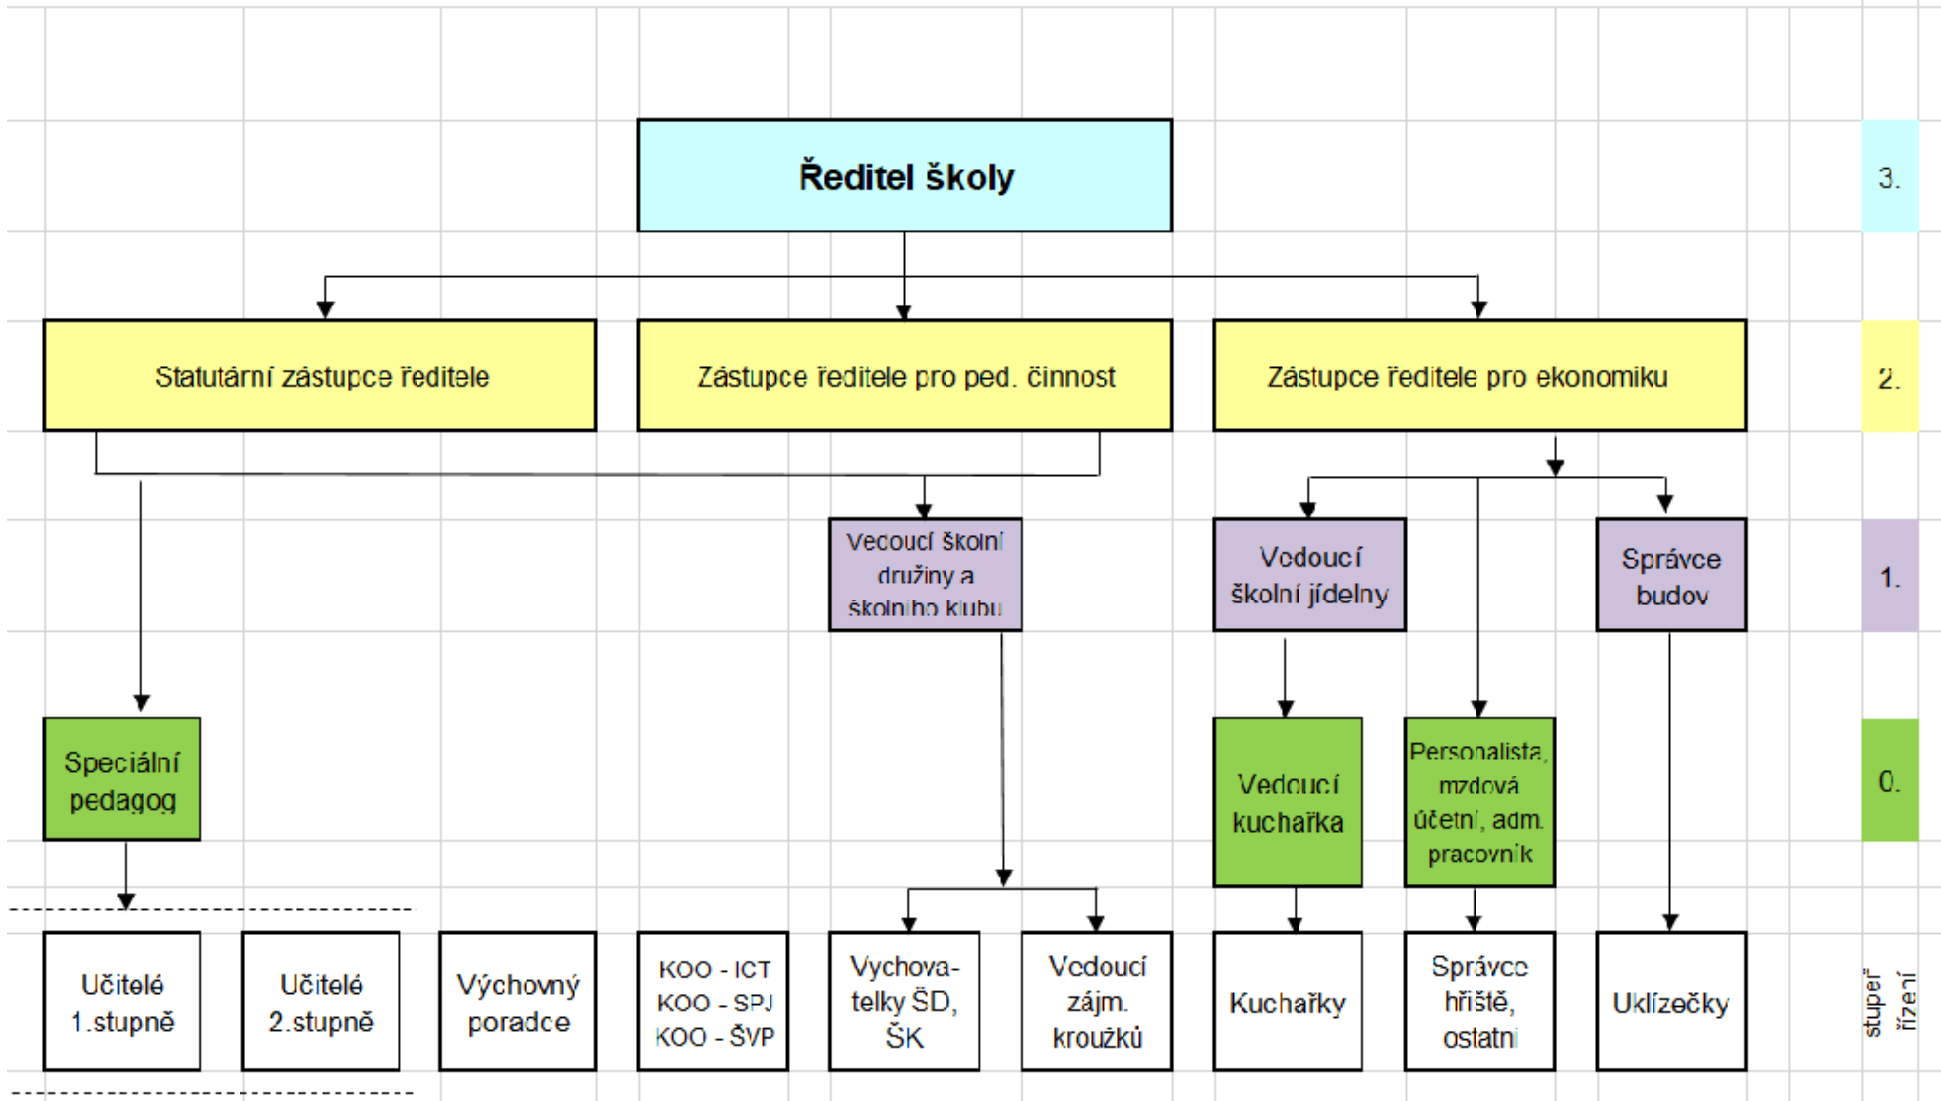 Ředitel školy
3.
Statutární zástupce ředitele
Zástupce ředitele pro ped. činnost
Zástupce ředitele pro ekonomiku
2.
Vedoucí školní
družiny a
školního klubu
Vedoucí
školní jídelny
Správce
budov
1.
Speciální
pedagog
Vedoucí
kuchařka
Personalista,
mzdová
účetní, adm.
pracovník
0.
Učitelé
1.stupně
Učitelé
2.stupně
Výchovný
poradce
KOO - ICT
KOO - SPJ
KOO - ŠVP
Vychova-
telky ŠD,
ŠK
Vedoucí
zájm.
kroužků
Kuchařky
Správce
hřiště,
ostatní
Uklízečky
stupeř
řízení